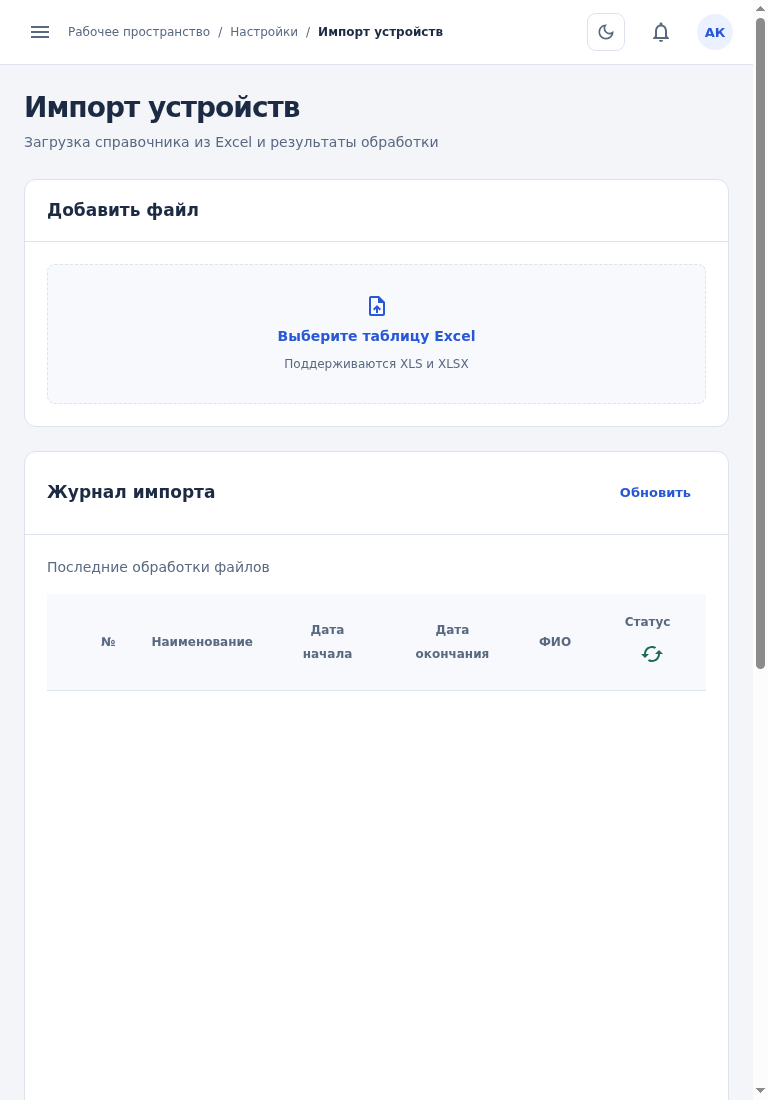 Рабочее пространство / Настройки / Импорт устройств
АК
Импорт устройств
Загрузка справочника из Excel и результаты обработки
Добавить файл
Выберите таблицу Excel
Поддерживаются XLS и XLSX
Журнал импорта
Обновить
Последние обработки файлов
№
Наименование
Дата
начала
Дата
окончания
ФИО
Статус